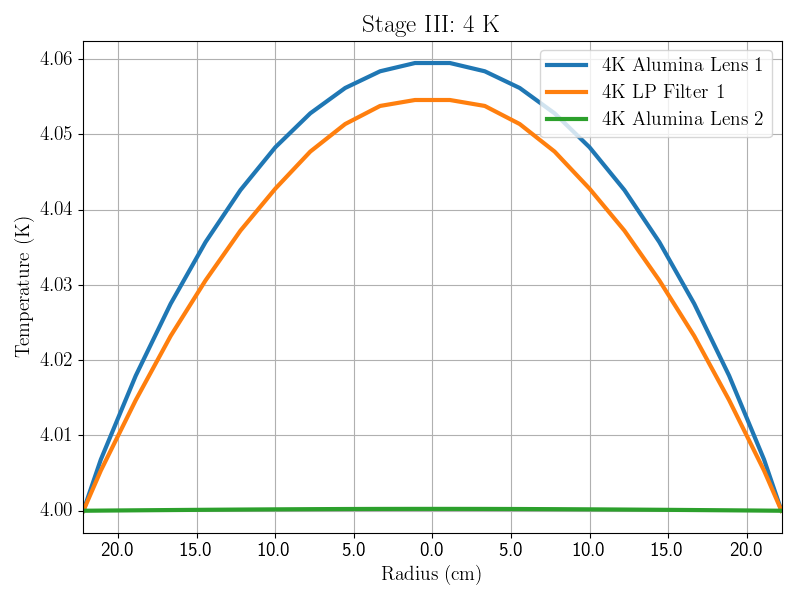 Stage III: 4 K
4K Alumina Lens 1
4K LP Filter 1
4K Alumina Lens 2
Temperature (K)
4.06
4.05
4.04
4.03
4.02
4.01
4.00
20.0 15.0 10.0 5.0 0.0 5.0 10.0 15.0 20.0
Radius (cm)